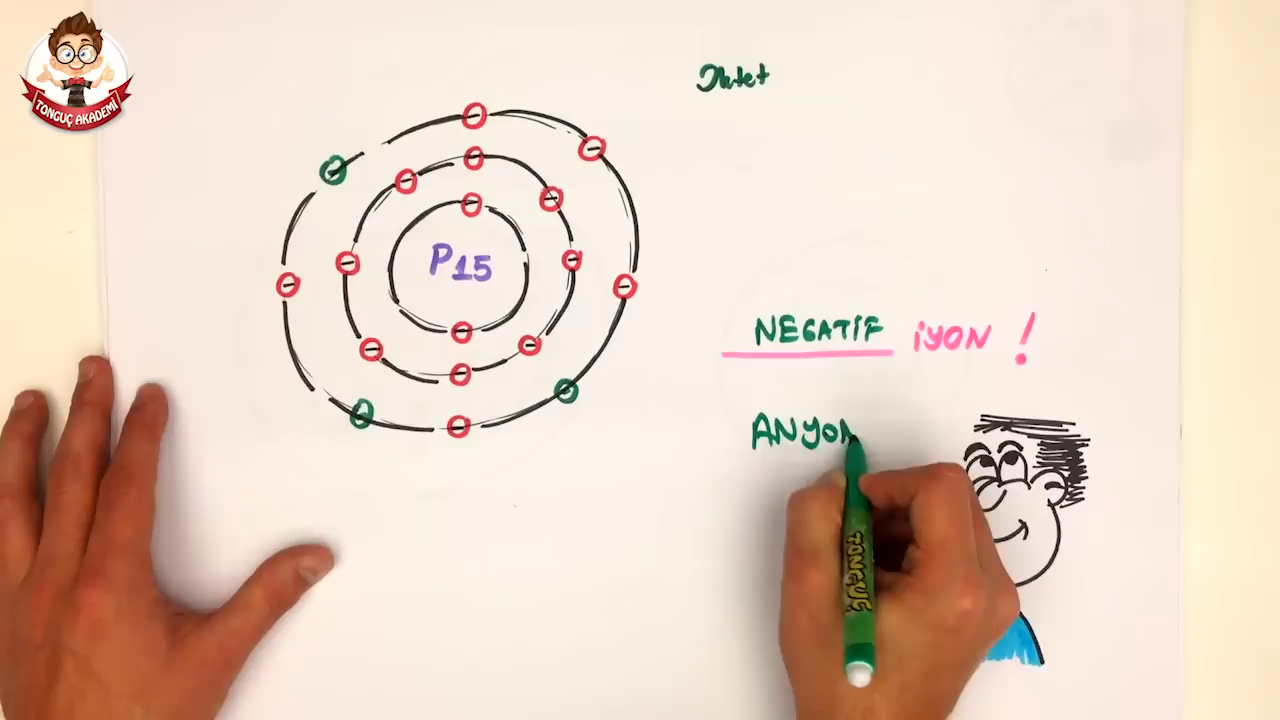 TONGUÇ AKADEMİ
Oktet
P15
NEGATİF İYON !
ANYON
TONGUÇ